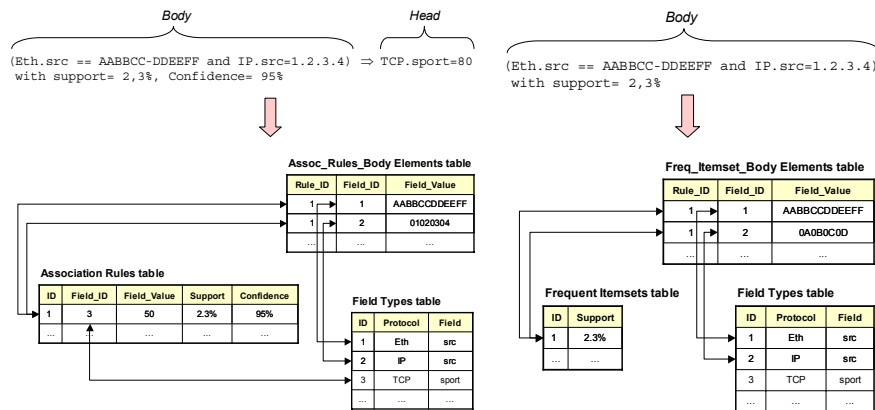 Body
Head
(Eth.src == AABBCC-DDEEFF and IP.src=1.2.3.4) ⇒ TCP.sport=80
with support= 2,3%, Confidence= 95%
Assoc_Rules_Body Elements table
Rule_ID Field_ID Field_Value
1 1 AABBCCDDEEFF
1 2 01020304
... ... ...
Association Rules table
ID Field_ID Field_Value Support Confidence
1 3 50 2.3% 95%
... ... ... ... ...
Field Types table
ID Protocol Field
1 Eth src
2 IP src
3 TCP sport
... ... ...
Body
(Eth.src == AABBCC-DDEEFF and IP.src=1.2.3.4)
with support= 2,3%
Freq_Itemset_Body Elements table
Rule_ID Field_ID Field_Value
1 1 AABBCCDDEEFF
1 2 0A0B0C0D
... ... ...
Frequent Itemsets table
ID Support
1 2.3%
... ...
Field Types table
ID Protocol Field
1 Eth src
2 IP src
3 TCP sport
... ... ...